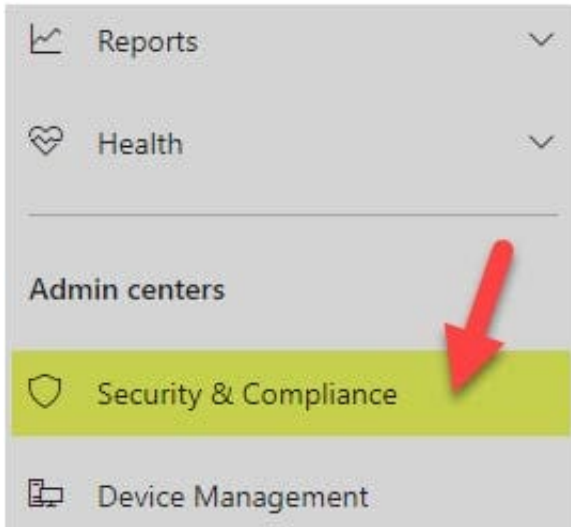 Reports
Health
Admin centers
Security & Compliance
Device Management